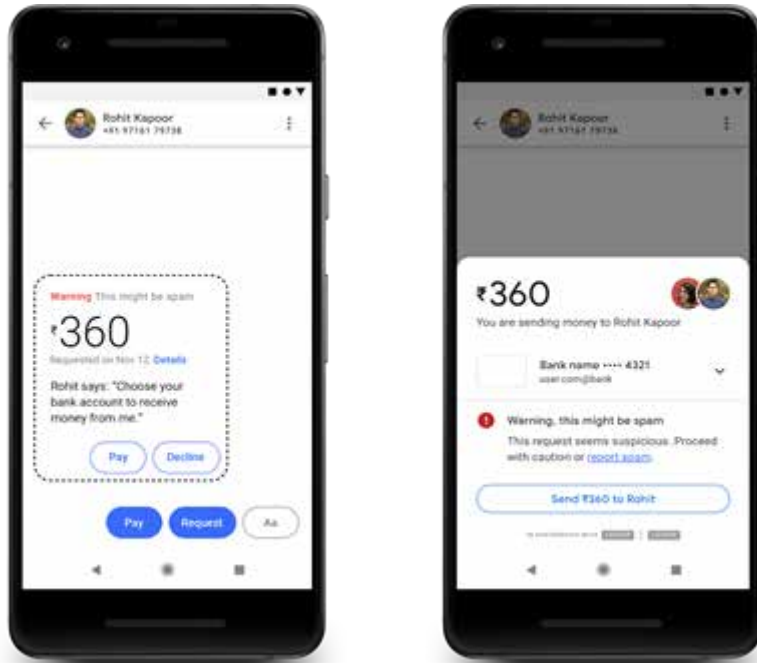 Rohit Kapoor
+91 97161 79738
Warning This might be spam
₹360
Requested on Nov 12. Details
Rohit says: "Choose your
bank account to receive
money from me."
Pay
Decline
Pay
Request
Aa
Rohit Kapoor
+91 97161 79738
₹360
You are sending money to Rohit Kapoor
Bank name •••• 4321
user.com@bank
Warning, this might be spam
This request seems suspicious .Proceed
with caution or report spam.
Send ₹360 to Rohit